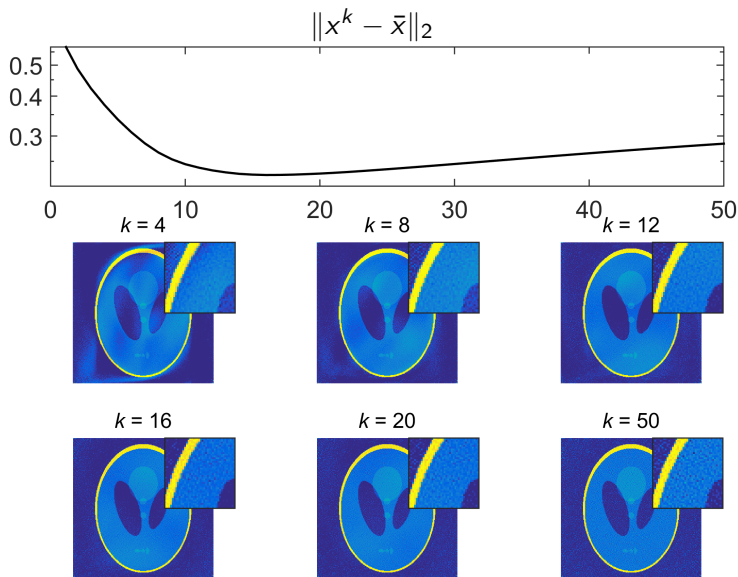 ‖x^k − x̄‖₂
0.5
0.4
0.3
0 10 20 30 40 50
k = 4 k = 8 k = 12
k = 16 k = 20 k = 50